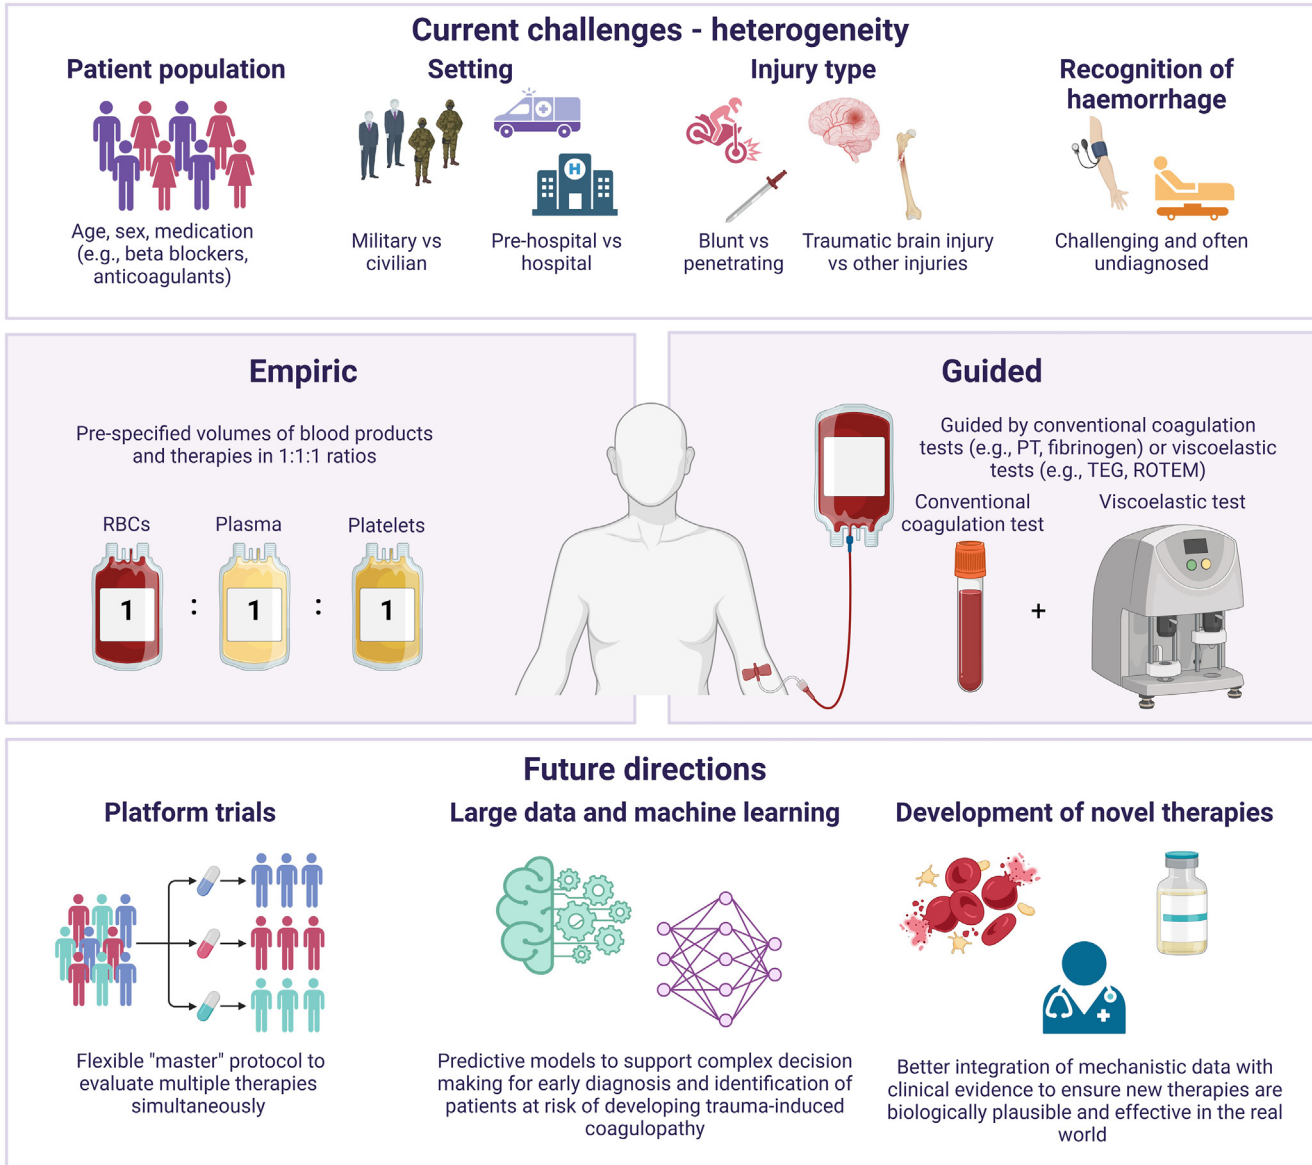 Current challenges - heterogeneity
Patient population
Age, sex, medication
(e.g., beta blockers,
anticoagulants)
Setting
H
Military vs
civilian
Pre-hospital vs
hospital
Injury type
Blunt vs
penetrating
Traumatic brain injury
vs other injuries
Recognition of
haemorrhage
Challenging and often
undiagnosed
Empiric
Pre-specified volumes of blood products
and therapies in 1:1:1 ratios
RBCs
Plasma
Platelets
1 : 1 : 1
Guided
Guided by conventional coagulation
tests (e.g., PT, fibrinogen) or viscoelastic
tests (e.g., TEG, ROTEM)
Conventional
coagulation test
+
Viscoelastic test
Future directions
Platform trials
Flexible "master" protocol to
evaluate multiple therapies
simultaneously
Large data and machine learning
Predictive models to support complex decision
making for early diagnosis and identification of
patients at risk of developing trauma-induced
coagulopathy
Development of novel therapies
Better integration of mechanistic data with
clinical evidence to ensure new therapies are
biologically plausible and effective in the real
world